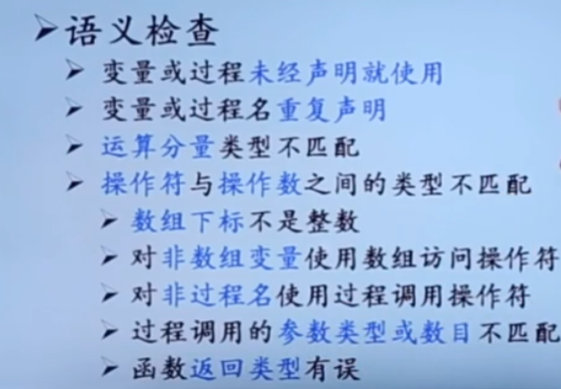 语义检查
变量或过程未经声明就使用
变量或过程名重复声明
运算分量类型不匹配
操作符与操作数之间的类型不匹配
数组下标不是整数
对非数组变量使用数组访问操作符
对非过程名使用过程调用操作符
过程调用的参数类型或数目不匹配
函数返回类型有误